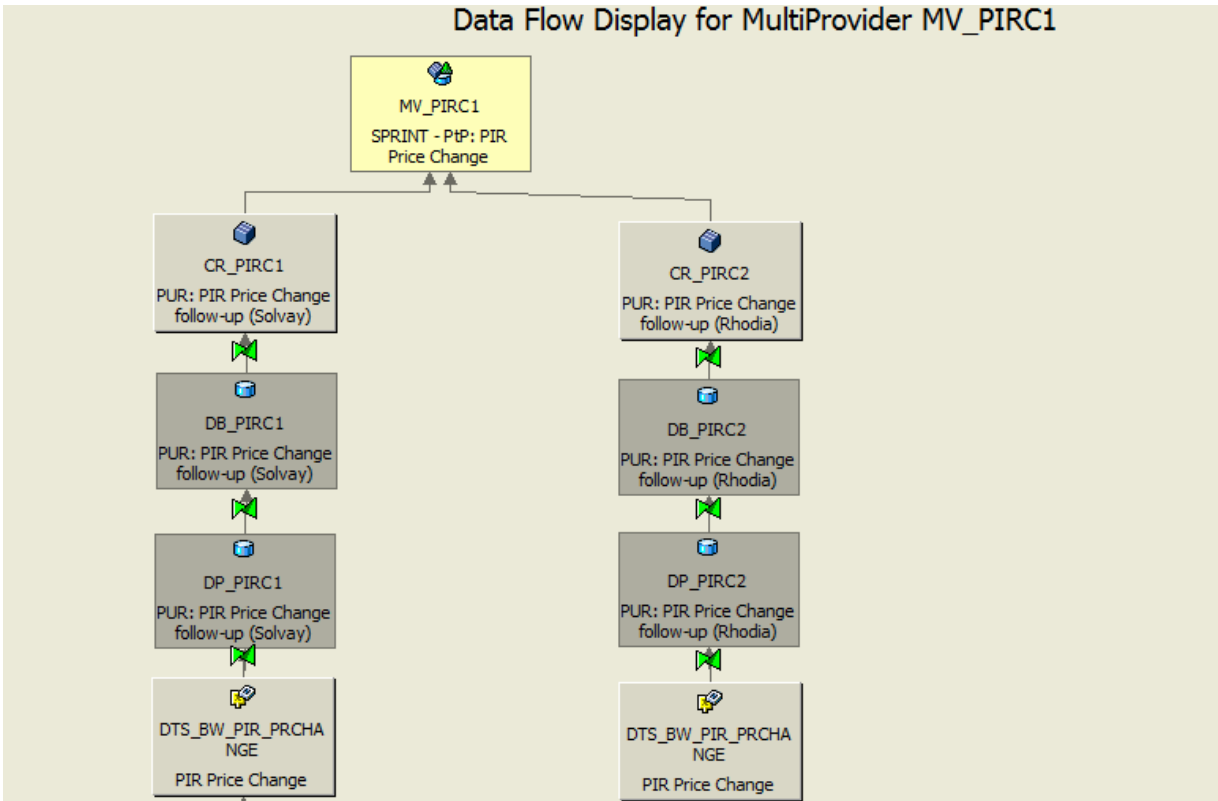 Data Flow Display for MultiProvider MV_PIRC1
MV_PIRC1
SPRINT - PtP: PIR
Price Change
CR_PIRC1
PUR: PIR Price Change
follow-up (Solvay)
CR_PIRC2
PUR: PIR Price Change
follow-up (Rhodia)
DB_PIRC1
PUR: PIR Price Change
follow-up (Solvay)
DB_PIRC2
PUR: PIR Price Change
follow-up (Rhodia)
DP_PIRC1
PUR: PIR Price Change
follow-up (Solvay)
DP_PIRC2
PUR: PIR Price Change
follow-up (Rhodia)
DTS_BW_PIR_PRCHA
NGE
PIR Price Change
DTS_BW_PIR_PRCHA
NGE
PIR Price Change